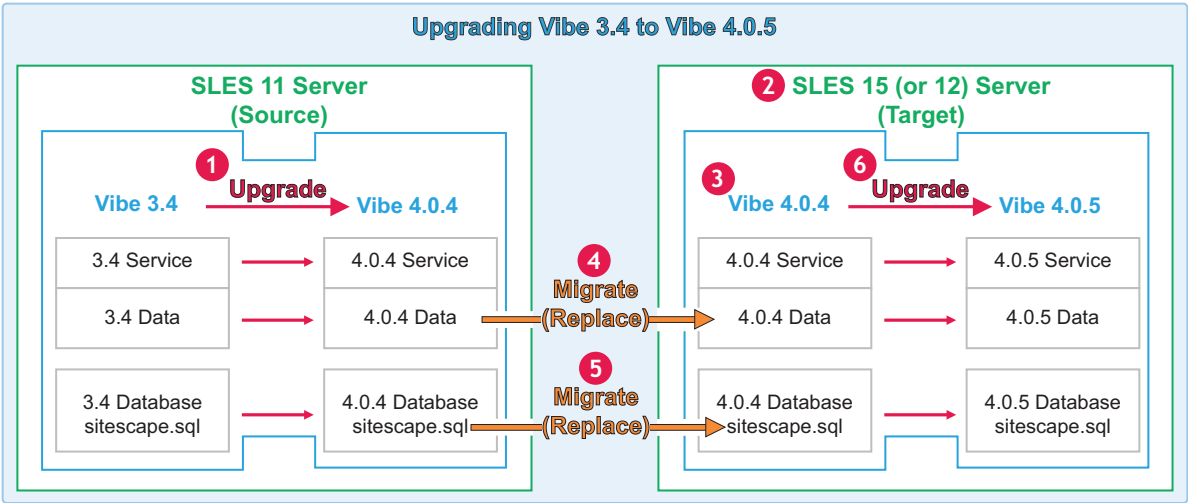 Upgrading Vibe 3.4 to Vibe 4.0.5
SLES 11 Server
(Source)
1
Upgrade
Vibe 3.4
Vibe 4.0.4
3.4 Service
4.0.4 Service
3.4 Data
4.0.4 Data
3.4 Database
sitescape.sql
4.0.4 Database
sitescape.sql
4
Migrate
(Replace)
5
Migrate
(Replace)
2
SLES 15 (or 12) Server
(Target)
3
Vibe 4.0.4
6
Upgrade
Vibe 4.0.5
4.0.4 Service
4.0.5 Service
4.0.4 Data
4.0.5 Data
4.0.4 Database
sitescape.sql
4.0.5 Database
sitescape.sql